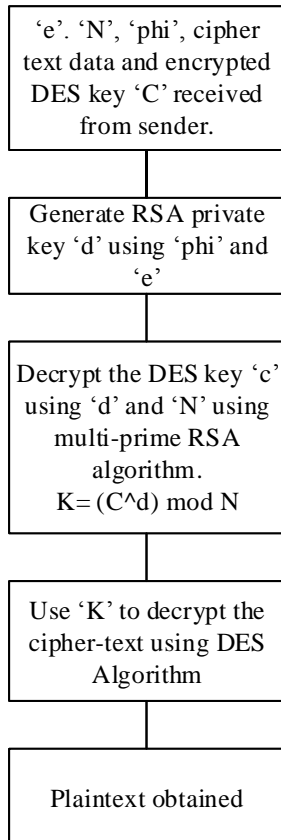 ‘e’. ‘N’, ‘phi’, cipher
text data and encrypted
DES key ‘C’ received
from sender.
Generate RSA private
key ‘d’ using ‘phi’ and
‘e’
Decrypt the DES key ‘c’
using ‘d’ and ‘N’ using
multi-prime RSA
algorithm.
K= (C^d) mod N
Use ‘K’ to decrypt the
cipher-text using DES
Algorithm
Plaintext obtained